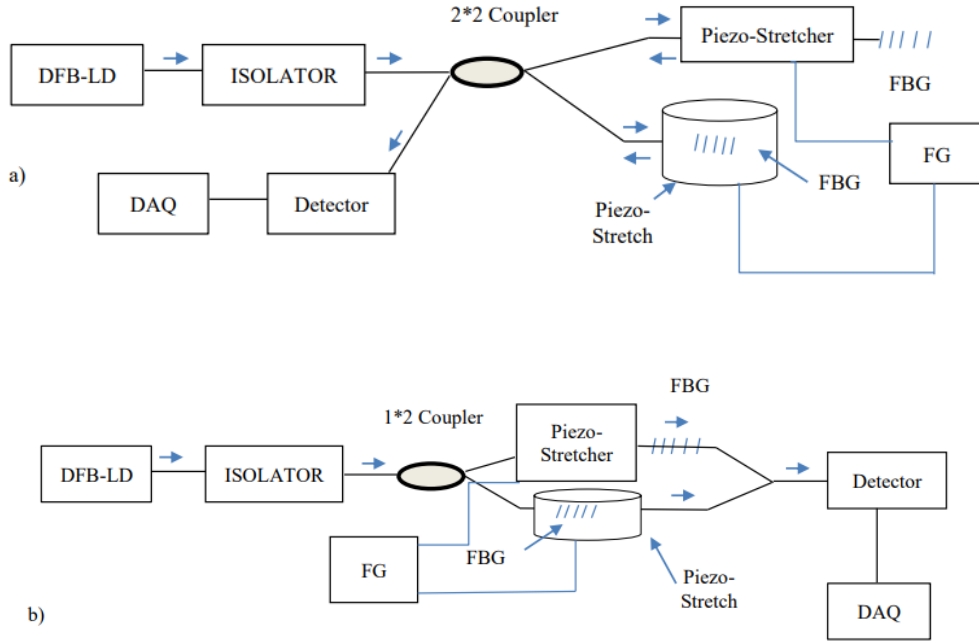 2*2 Coupler
DFB-LD
ISOLATOR
Piezo-Stretcher
FBG
FG
a)
DAQ
Detector
Piezo-
Stretch
FBG
FBG
1*2 Coupler
DFB-LD
ISOLATOR
Piezo-
Stretcher
Detector
FG
FBG
Piezo-
Stretch
DAQ
b)